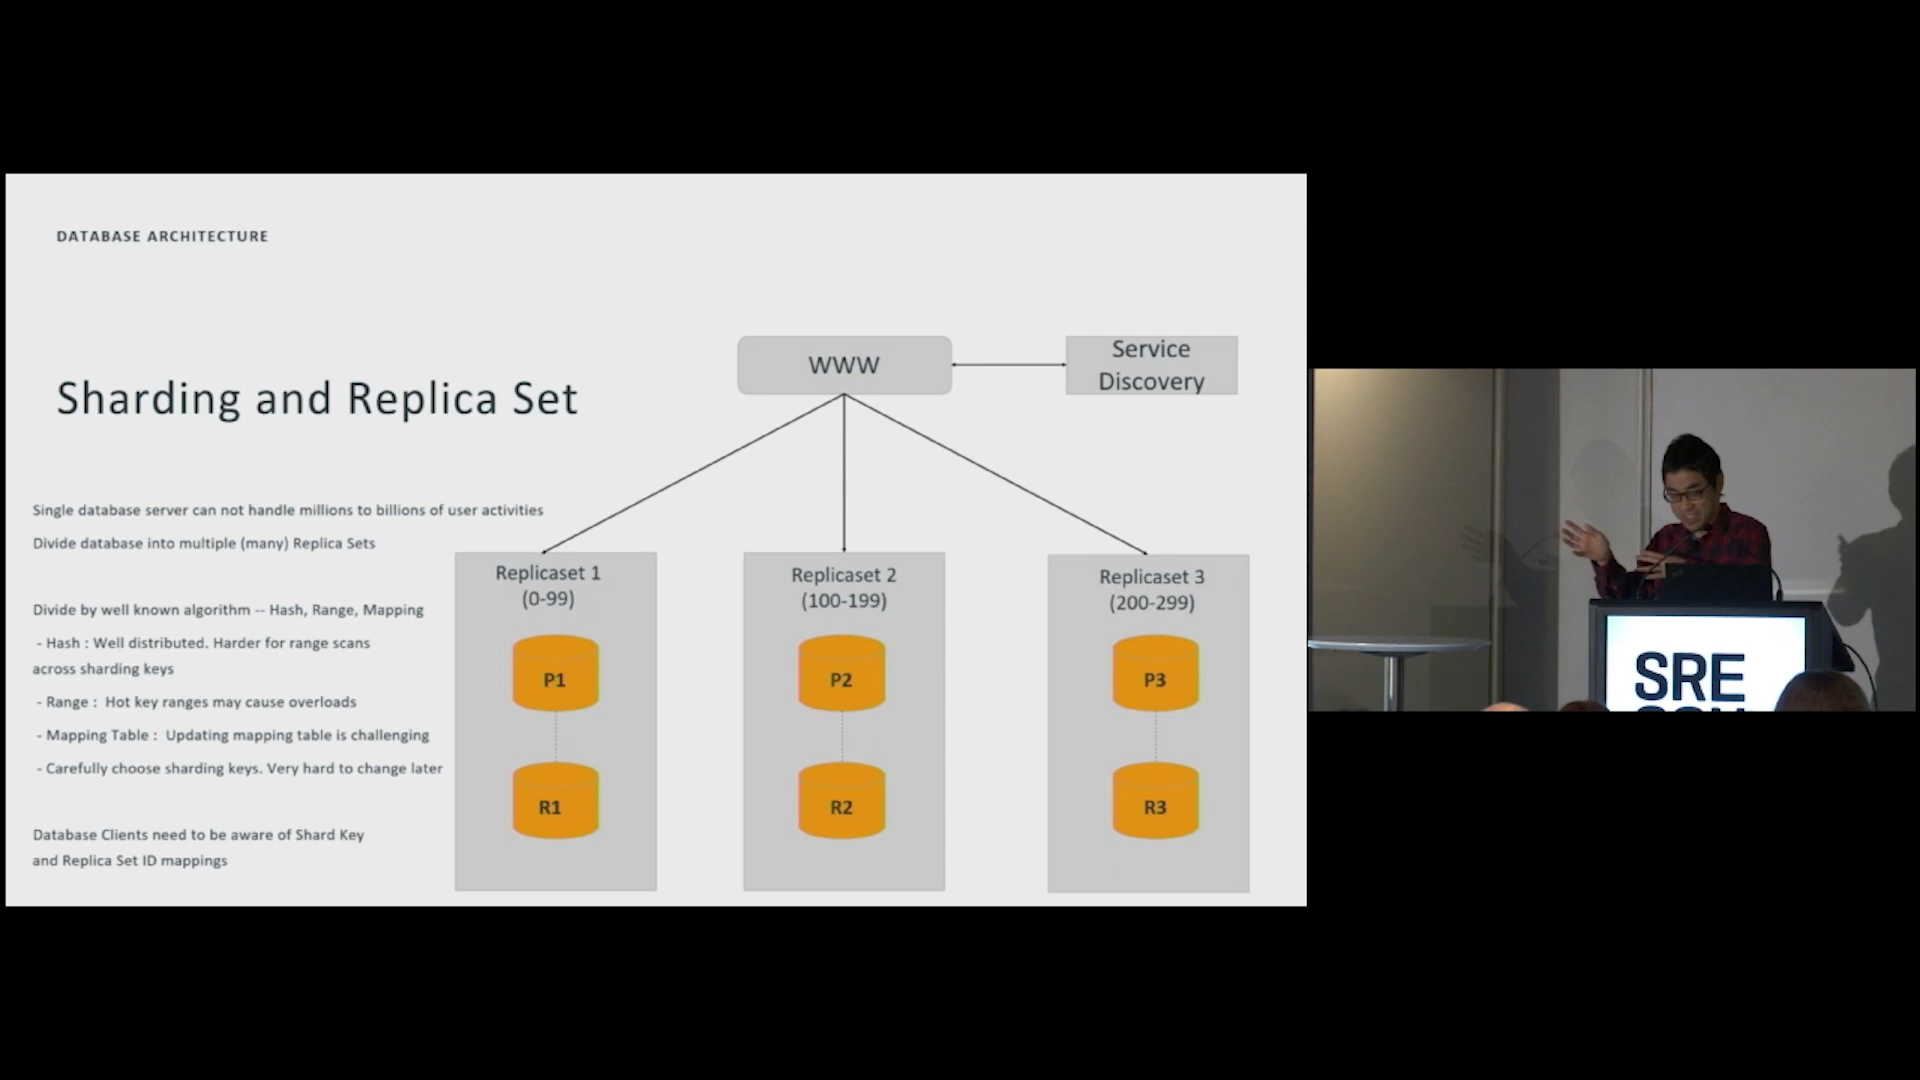 DATABASE ARCHITECTURE
Sharding and Replica Set
Single database server can not handle millions to billions of user activities
Divide database into multiple (many) Replica Sets
Divide by well known algorithm -- Hash, Range, Mapping
- Hash : Well distributed. Harder for range scans
across sharding keys
- Range : Hot key ranges may cause overloads
- Mapping Table : Updating mapping table is challenging
- Carefully choose sharding keys. Very hard to change later
Database Clients need to be aware of Shard Key
and Replica Set ID mappings
WWW
Service
Discovery
Replicaset 1
(0-99)
P1
R1
Replicaset 2
(100-199)
P2
R2
Replicaset 3
(200-299)
P3
R3
SRE